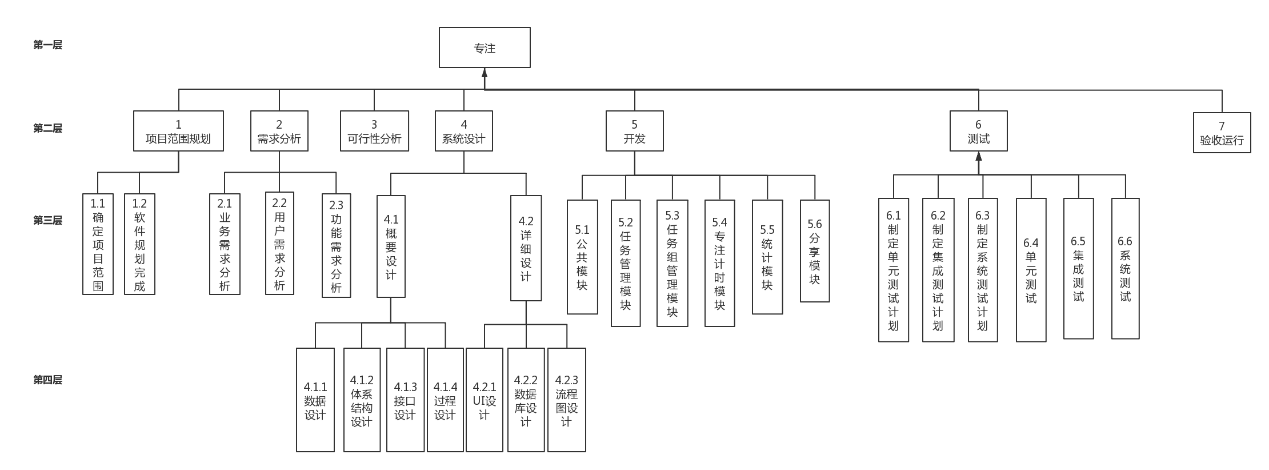 第一层
专注
第二层
1
项目范围规划
2
需求分析
3
可行性分析
4
系统设计
5
开发
6
测试
7
验收运行
第三层
1.1
确定项目范围
1.2
软件规划完成
2.1
业务需求分析
2.2
用户需求分析
2.3
功能需求分析
4.1
概要设计
4.2
详细设计
5.1
公共模块
5.2
任务管理模块
5.3
任务组管理模块
5.4
专注计时模块
5.5
统计模块
5.6
分享模块
6.1
制定单元测试计划
6.2
制定集成测试计划
6.3
制定系统测试计划
6.4
单元测试
6.5
集成测试
6.6
系统测试
第四层
4.1.1
数据
设计
4.1.2
体系
结构
设计
4.1.3
接口
设计
4.1.4
过程
设计
4.2.1
UI设
计
4.2.2
数据
库设
计
4.2.3
流程
图设
计